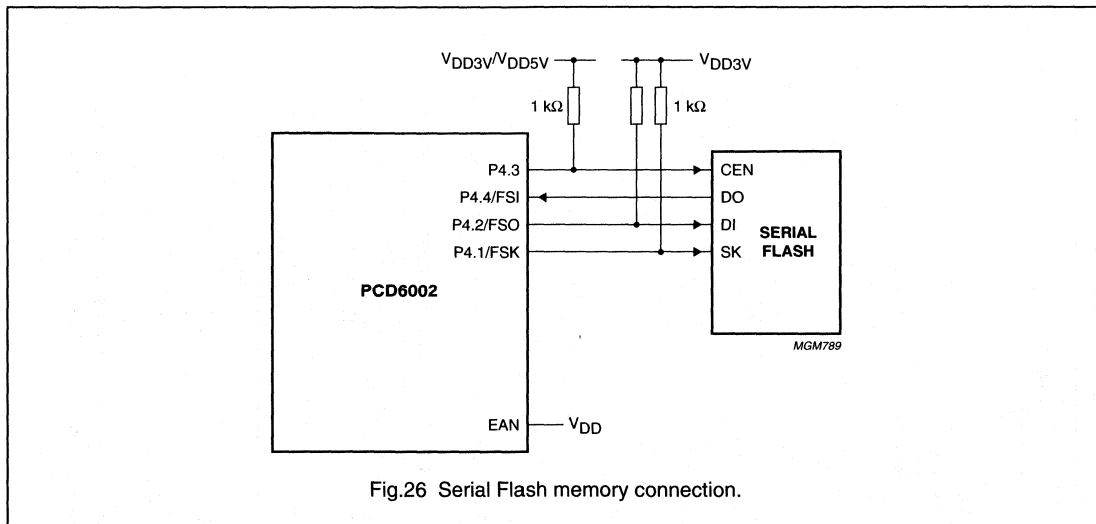 VDD3V/VDD5V
VDD3V
1 kΩ
1 kΩ
P4.3
CEN
P4.4/FSI
DO
P4.2/FSO
DI
SERIAL
FLASH
P4.1/FSK
SK
PCD6002
MGM789
EAN
VDD
Fig.26 Serial Flash memory connection.